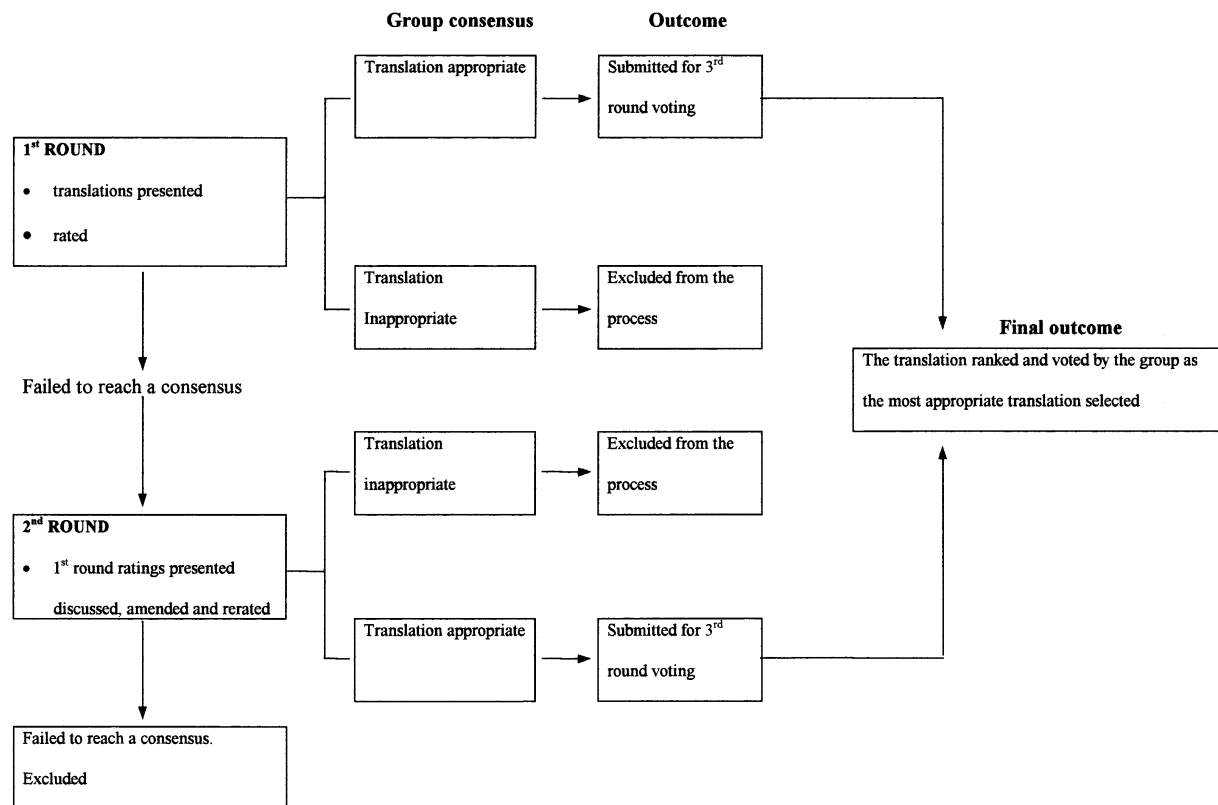 Group consensus
Outcome
Translation appropriate
Submitted for 3rd
round voting
1st ROUND
• translations presented
• rated
Translation
Inappropriate
Excluded from the
process
Final outcome
The translation ranked and voted by the group as
the most appropriate translation selected
Failed to reach a consensus
Translation
inappropriate
Excluded from the
process
2nd ROUND
• 1st round ratings presented
discussed, amended and rerated
Translation appropriate
Submitted for 3rd
round voting
Failed to reach a consensus.
Excluded